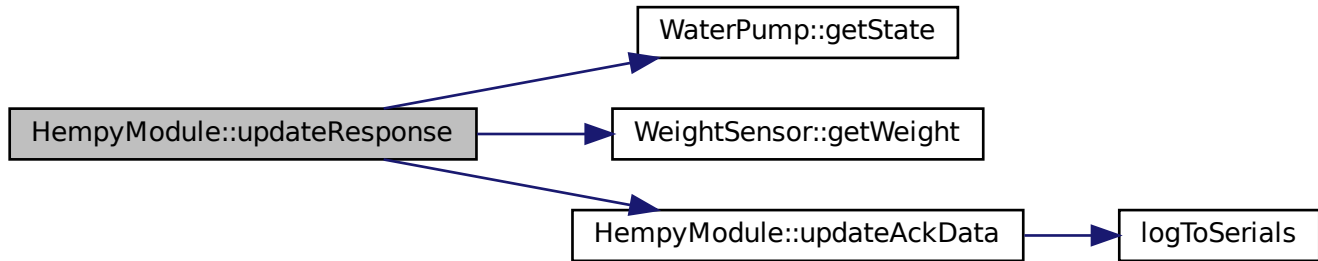 WaterPump::getState
HempyModule::updateResponse
WeightSensor::getWeight
HempyModule::updateAckData
logToSerials